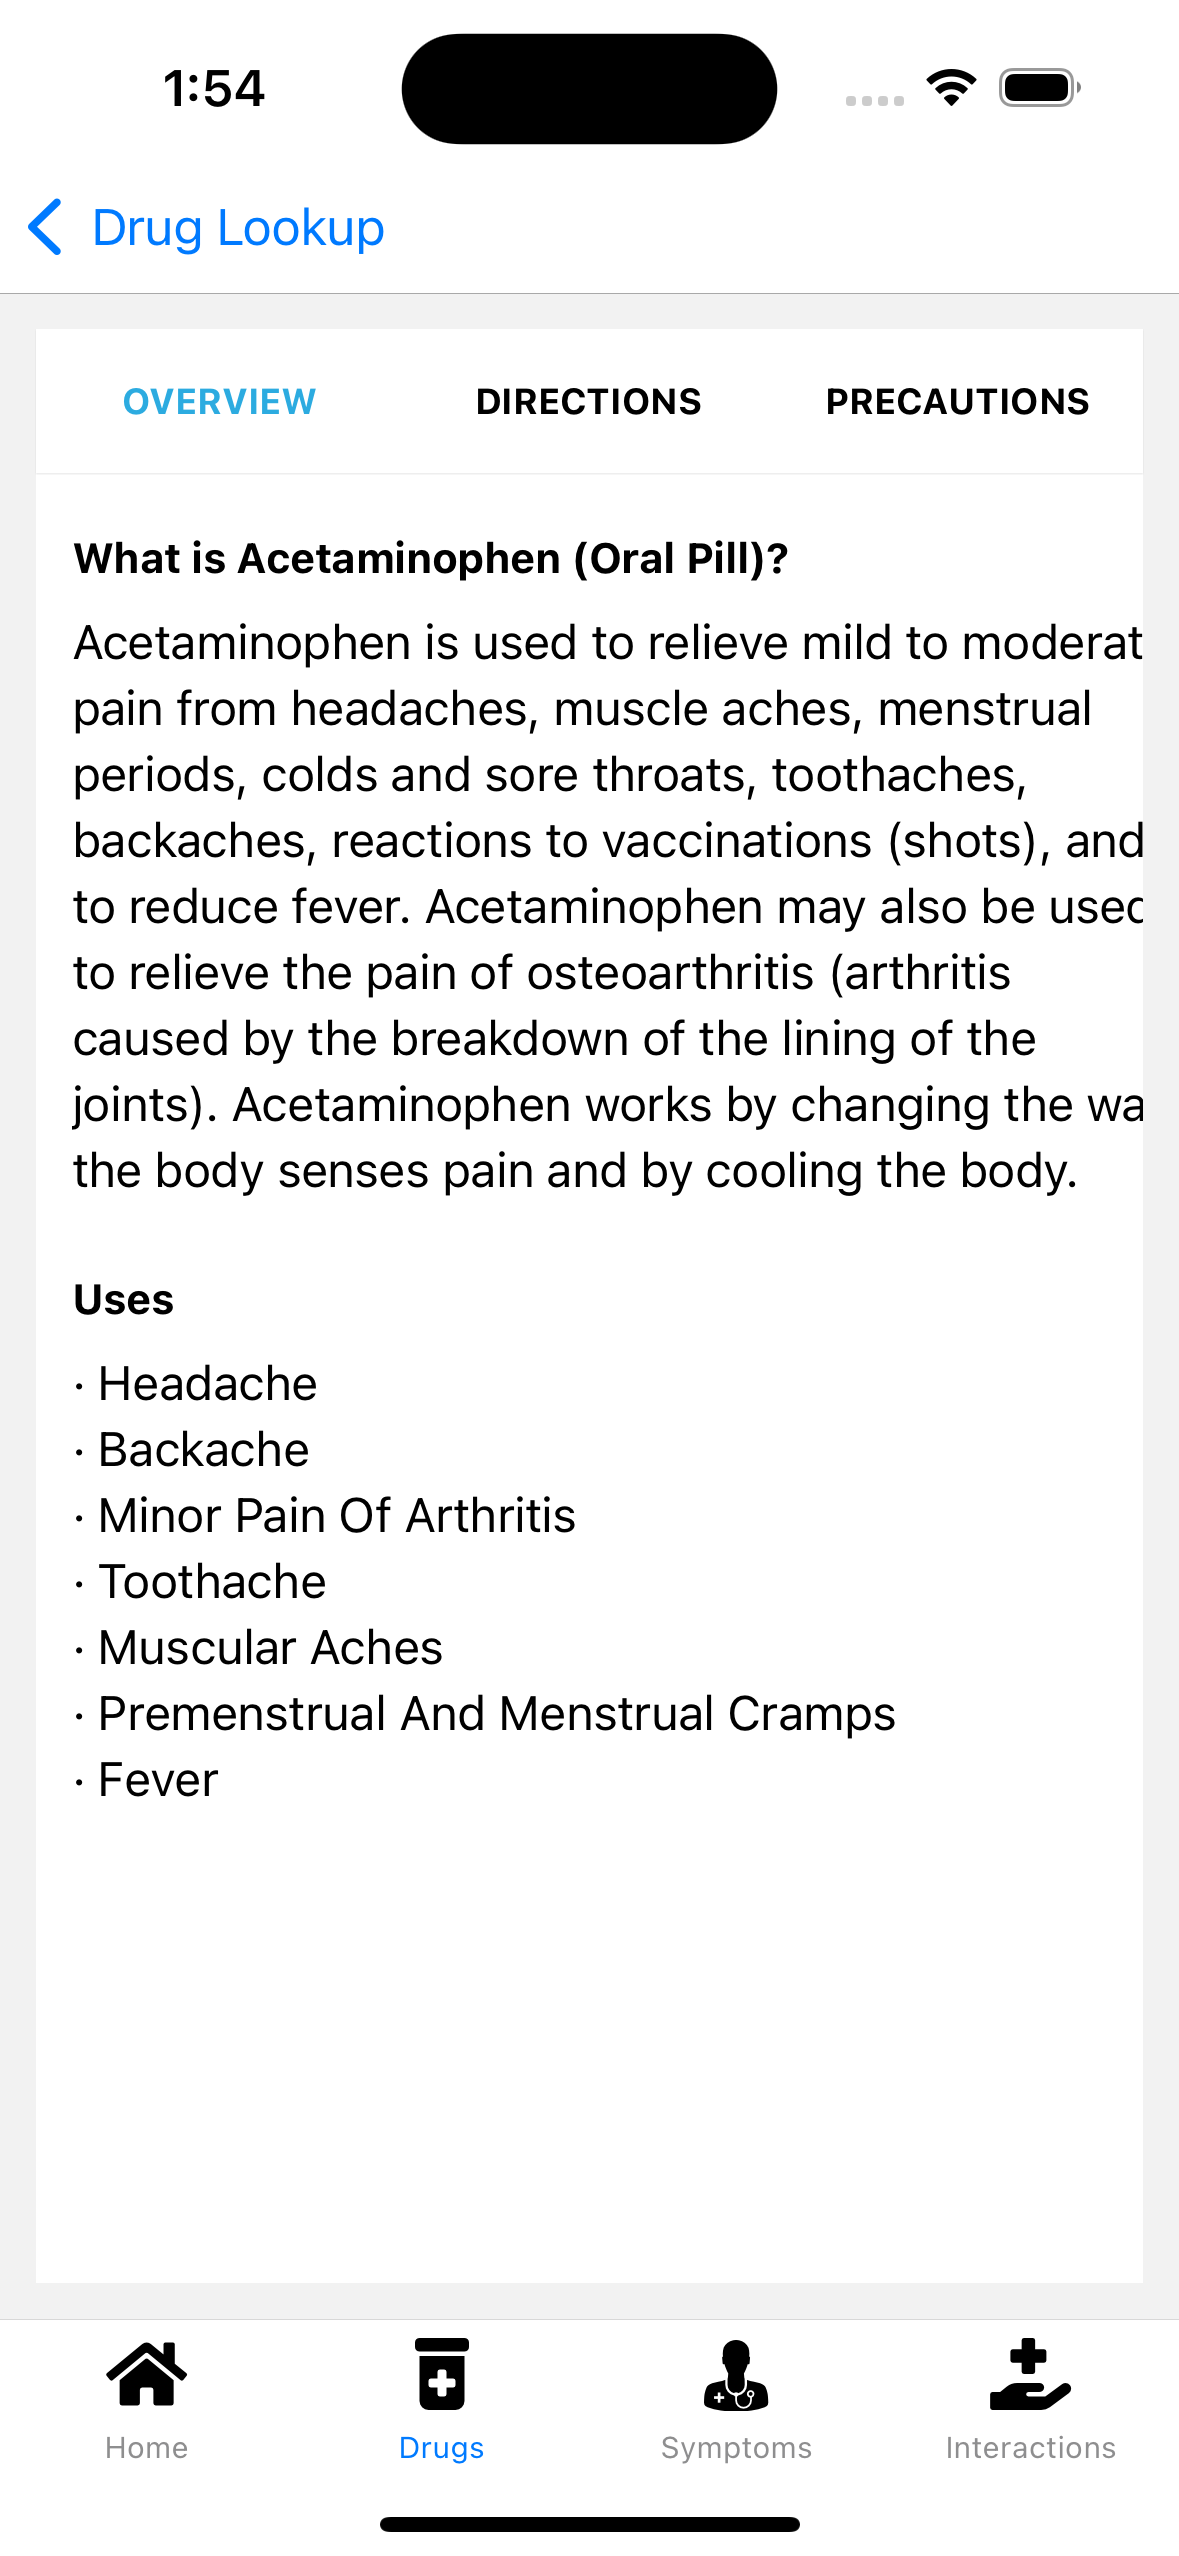 1:54
Drug Lookup
OVERVIEW DIRECTIONS PRECAUTIONS
What is Acetaminophen (Oral Pill)?
Acetaminophen is used to relieve mild to moderat
pain from headaches, muscle aches, menstrual
periods, colds and sore throats, toothaches,
backaches, reactions to vaccinations (shots), and
to reduce fever. Acetaminophen may also be used
to relieve the pain of osteoarthritis (arthritis
caused by the breakdown of the lining of the
joints). Acetaminophen works by changing the wa
the body senses pain and by cooling the body.
Uses
· Headache
· Backache
· Minor Pain Of Arthritis
· Toothache
· Muscular Aches
· Premenstrual And Menstrual Cramps
· Fever
Home Drugs Symptoms Interactions